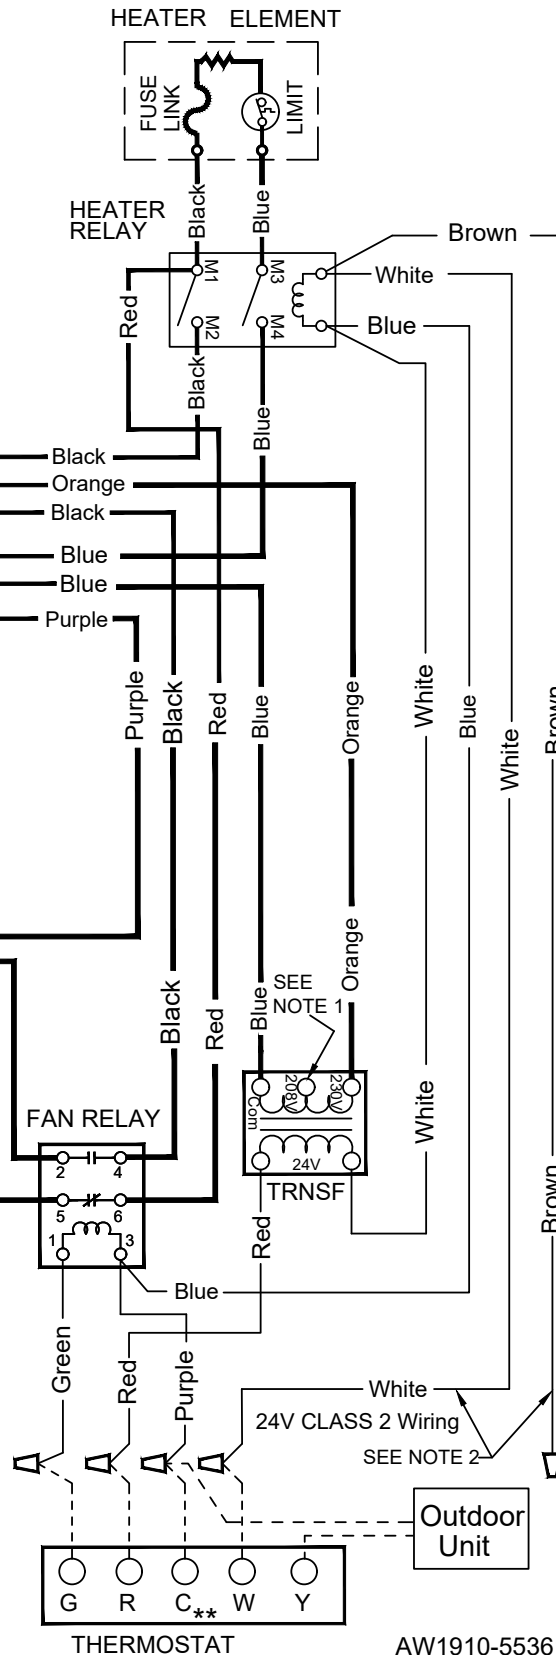 HEATER ELEMENT
FUSE
LINK
LIMIT
HEATER
RELAY
Black
Blue
Brown
M1
M3
White
Red
M2
M4
Blue
Black
Blue
Black
Orange
Black
Blue
Blue
Purple
Purple
Black
Red
Blue
Orange
White
Blue
White
Brown
Black
Red
Blue
SEE
NOTE 1
Orange
FAN RELAY
Com
208V
230V
White
2
4
24V
5
6
TRNSF
1
3
Red
Brown
Blue
Green
Red
Purple
White
24V CLASS 2 Wiring
SEE NOTE 2
Outdoor
Unit
G R C** W Y
THERMOSTAT
AW1910-5536